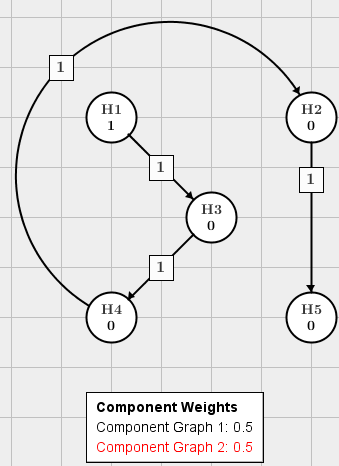 1
H1
1
H2
0
1
1
H3
0
1
H4
0
H5
0
Component Weights
Component Graph 1: 0.5
Component Graph 2: 0.5